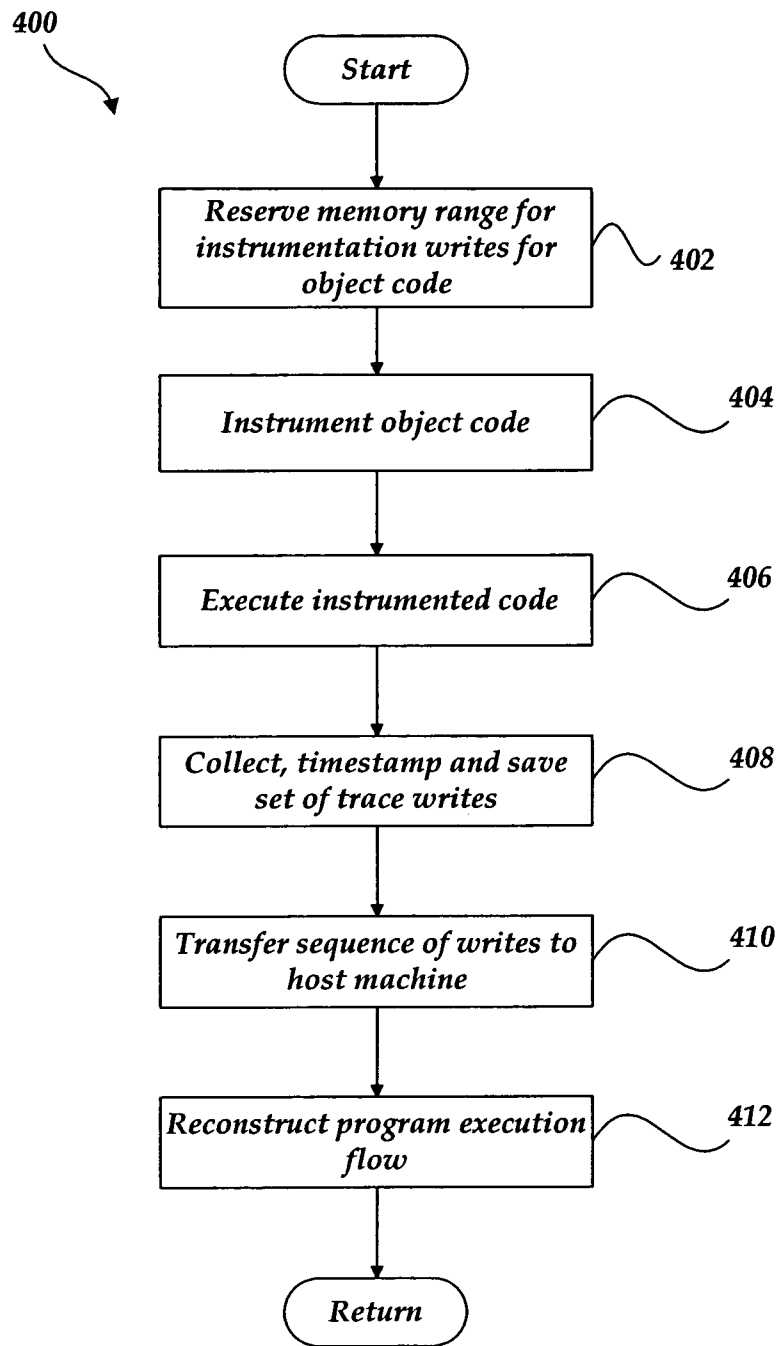 400
Start
Reserve memory range for
instrumentation writes for
object code
402
Instrument object code
404
Execute instrumented code
406
Collect, timestamp and save
set of trace writes
408
Transfer sequence of writes to
host machine
410
Reconstruct program execution
flow
412
Return